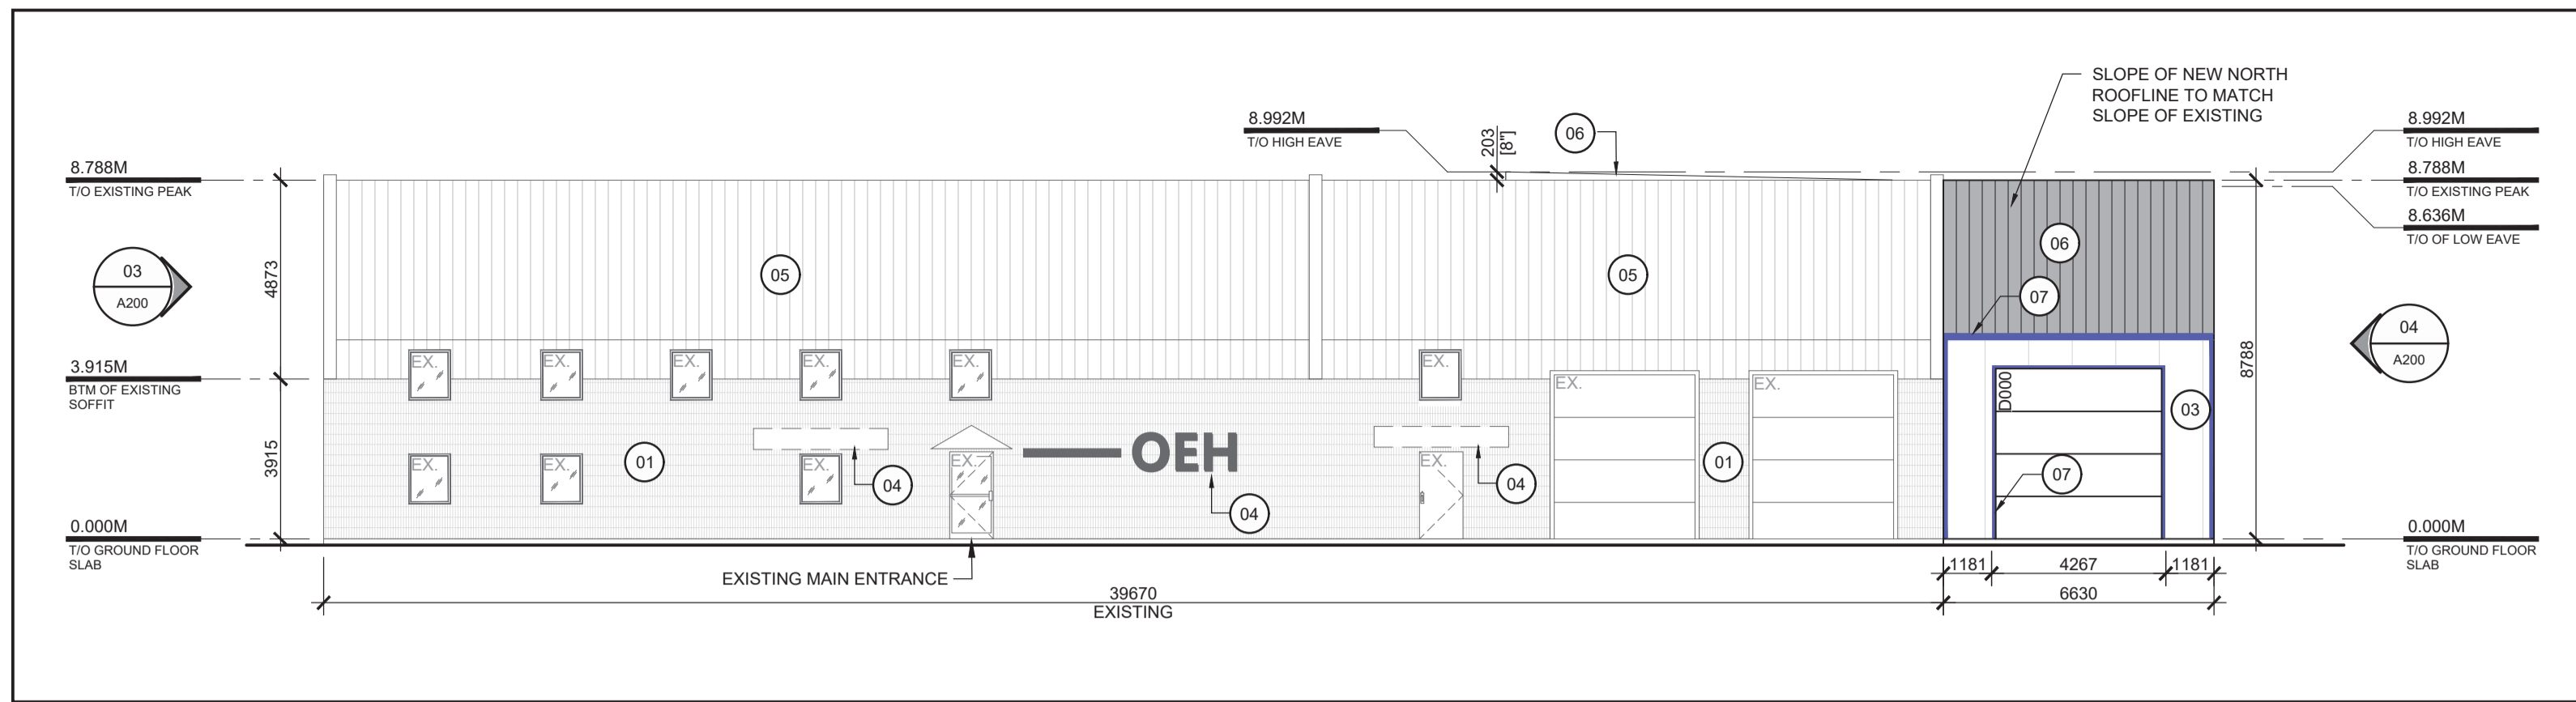 SLOPE OF NEW NORTH
ROOFLINE TO MATCH
SLOPE OF EXISTING
8.992M
T/O HIGH EAVE
203
[8"]
06
8.992M
T/O HIGH EAVE
8.788M
T/O EXISTING PEAK
8.788M
T/O EXISTING PEAK
8.636M
T/O OF LOW EAVE
03
A200
4873
05
05
06
07
04
A200
3.915M
BTM OF EXISTING
SOFFIT
EX.
EX.
EX.
EX.
EX.
EX.
EX.
EX.
D000
8788
03
3915
01
OEH
01
EX.
EX.
EX.
EX.
EX.
04
04
04
07
0.000M
T/O GROUND FLOOR
SLAB
0.000M
T/O GROUND FLOOR
SLAB
EXISTING MAIN ENTRANCE
1181
4267
1181
39670
EXISTING
6630